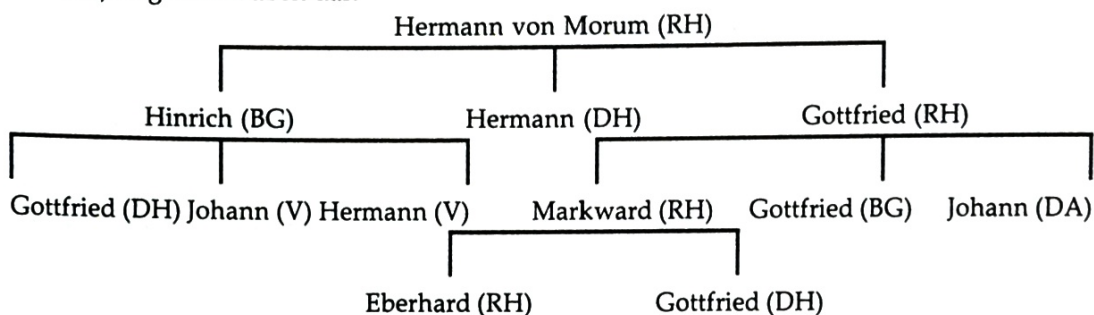 Hermann von Morum (RH)
Hinrich (BG) Hermann (DH) Gottfried (RH)
Gottfried (DH) Johann (V) Hermann (V) Markward (RH) Gottfried (BG) Johann (DA)
Eberhard (RH) Gottfried (DH)